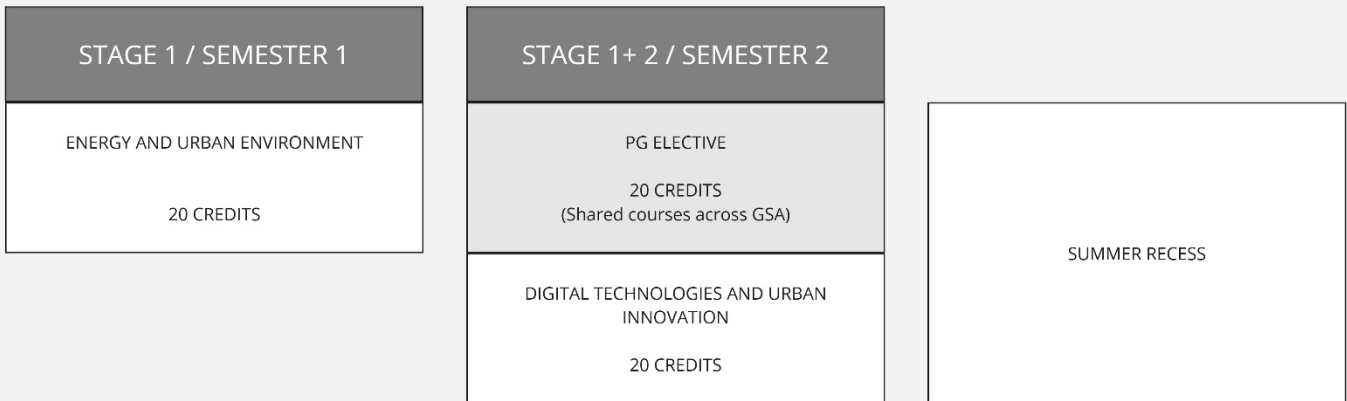 STAGE 1 / SEMESTER 1
ENERGY AND URBAN ENVIRONMENT
20 CREDITS
STAGE 1+ 2 / SEMESTER 2
PG ELECTIVE
20 CREDITS
(Shared courses across GSA)
DIGITAL TECHNOLOGIES AND URBAN
INNOVATION
20 CREDITS
SUMMER RECESS